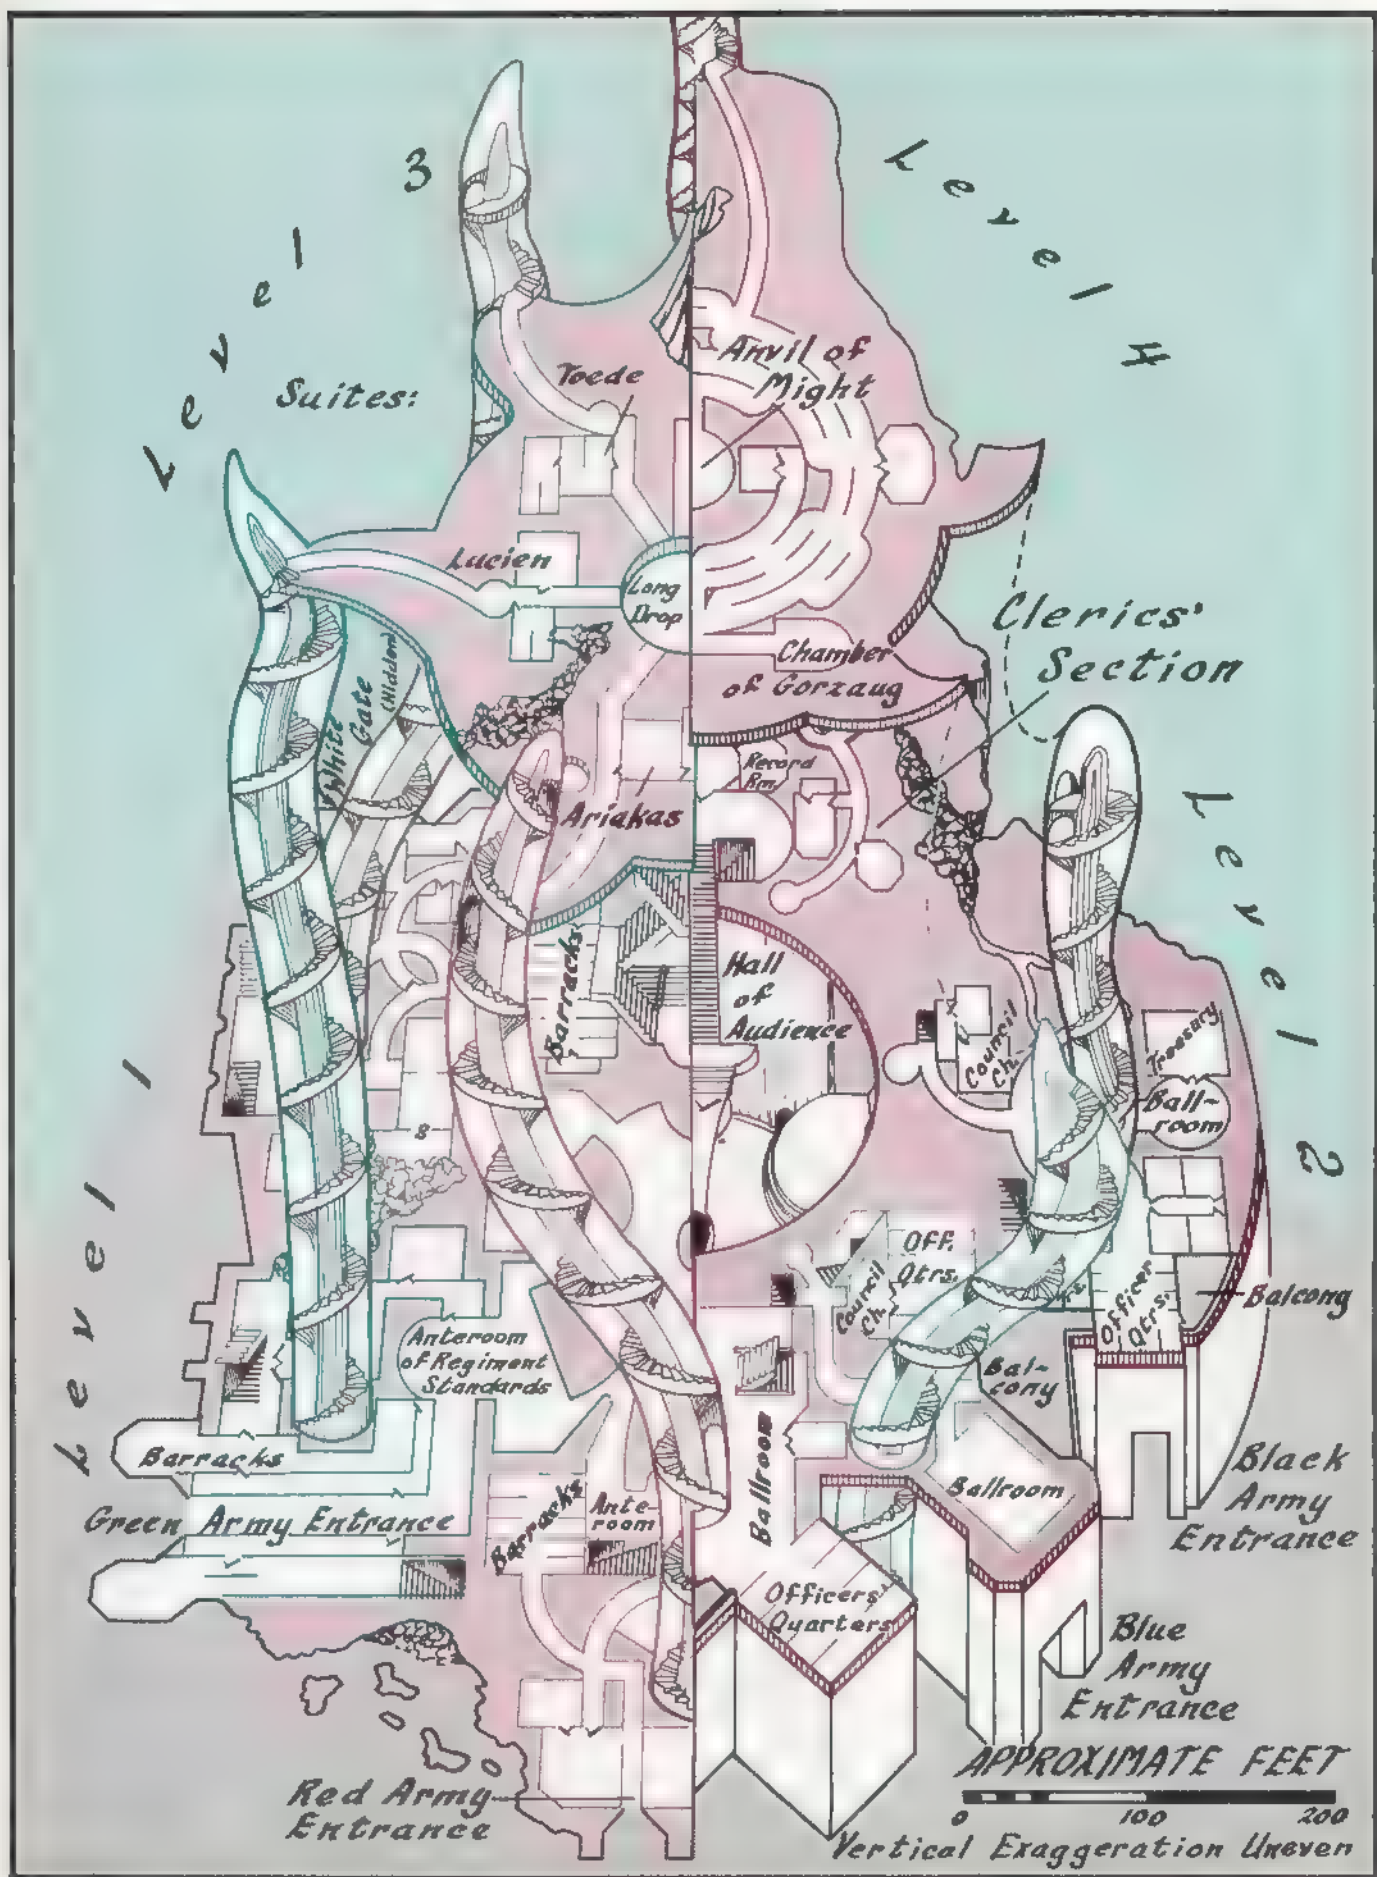 Level 3
Level 4
Suites:
Toede
Anvil of
Might
Lucien
Long
Drop
White
Gate
(Hidden)
Chamber
of Gorzaug
Clerics'
Section
Record
Rm.
Ariakas
Level 2
Barracks
Hall
of
Audience
Council
Ch.
Treasury
Ball-
room
Level 1
8
Council
Ch.
Off.
Qtrs.
Officer
Qtrs.
Balcony
Anteroom
of Regiment
Standards
Bal-
cony
Barracks
Ballroom
Ballroom
Black
Army
Entrance
Green Army Entrance
Barracks
Ante-
room
Officers'
Quarters
Blue
Army
Entrance
Red Army
Entrance
APPROXIMATE FEET
0 100 200
Vertical Exaggeration Uneven